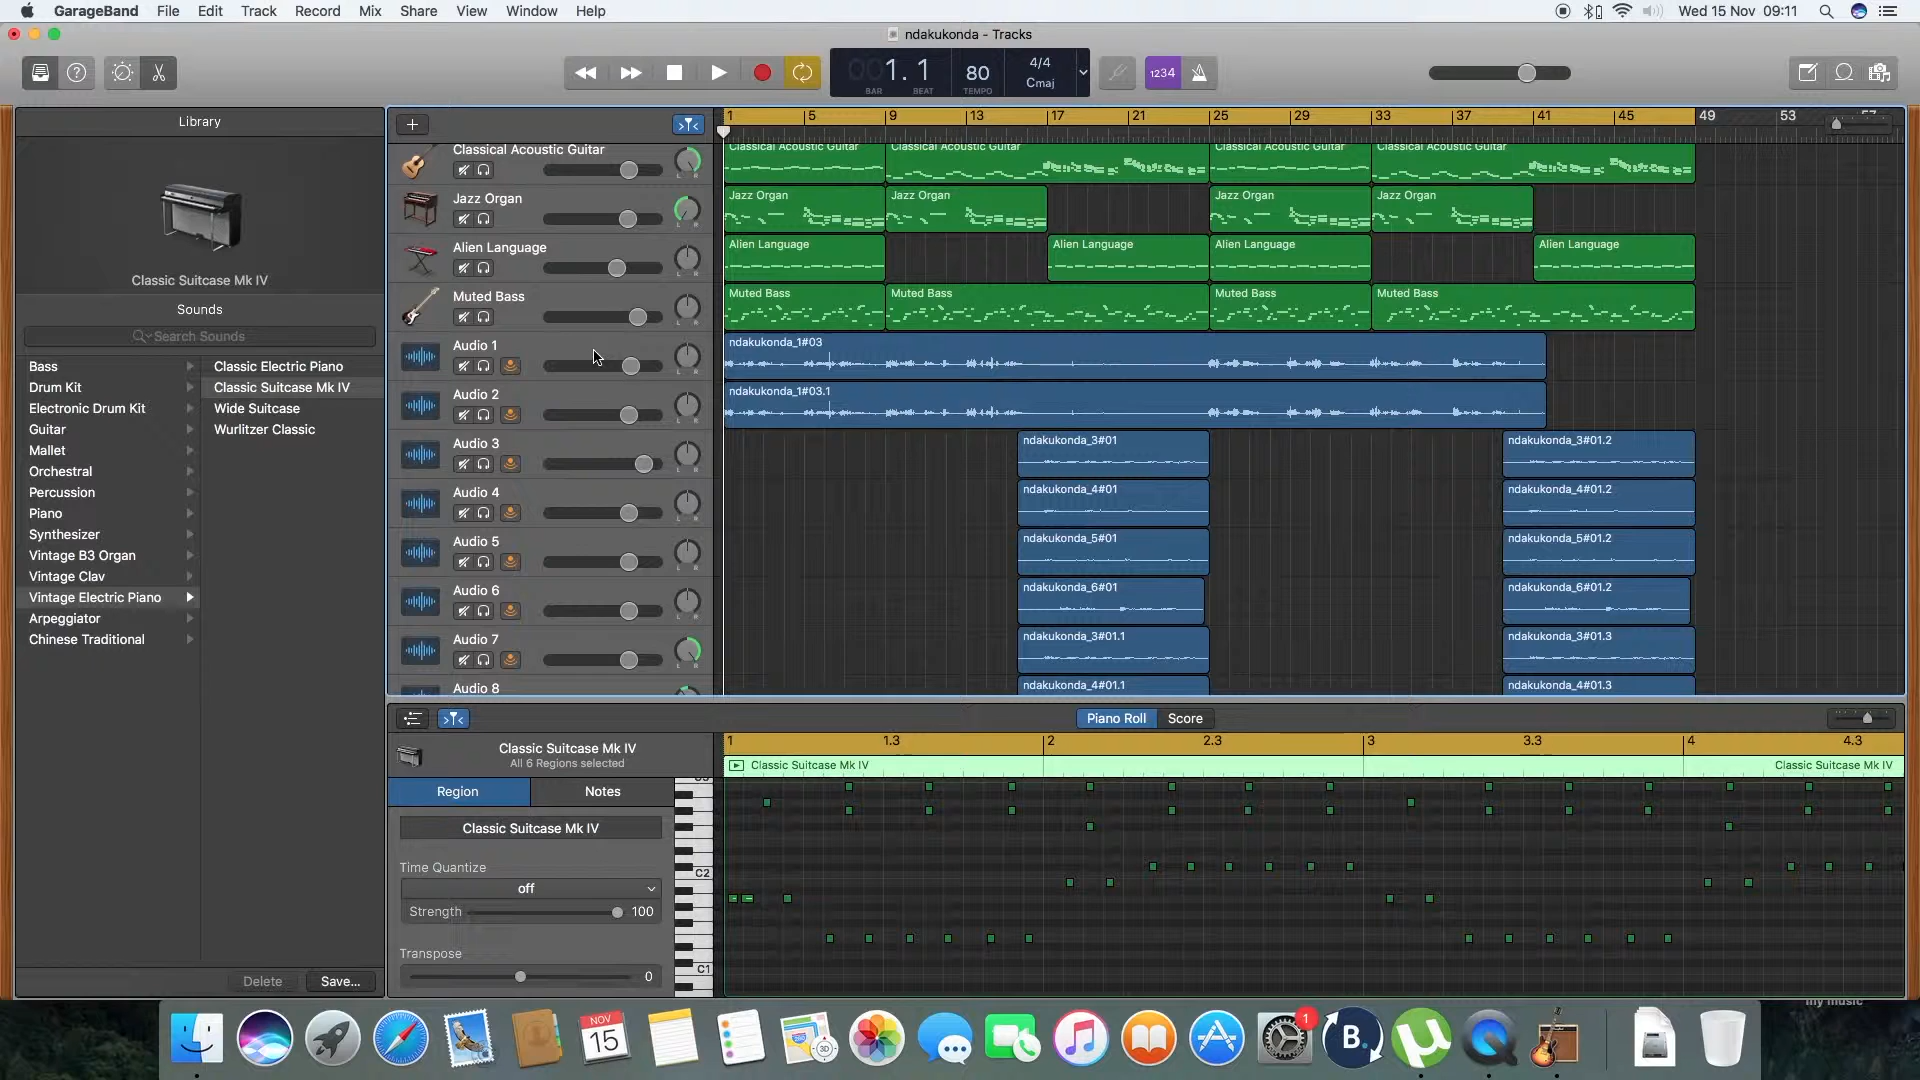 GarageBand File Edit Track Record Mix Share View Window Help Wed 15 Nov 09:11
ndakukonda - Tracks
1. 1 80 4/4 Cmaj
BAR BEAT TEMPO
1234
Library
Classic Suitcase Mk IV
Sounds
Search Sounds
Bass
Drum Kit
Electronic Drum Kit
Guitar
Mallet
Orchestral
Percussion
Piano
Synthesizer
Vintage B3 Organ
Vintage Clav
Vintage Electric Piano
Arpeggiator
Chinese Traditional
Classic Electric Piano
Classic Suitcase Mk IV
Wide Suitcase
Wurlitzer Classic
Delete Save...
1 5 9 13 17 21 25 29 33 37 41 45 49 53 57
Classical Acoustic Guitar
L R
Classical Acoustic Guitar Classical Acoustic Guitar Classical Acoustic Guitar Classical Acoustic Guitar
Jazz Organ
L R
Jazz Organ Jazz Organ Jazz Organ Jazz Organ
Alien Language
L R
Alien Language Alien Language Alien Language Alien Language
Muted Bass
L R
Muted Bass Muted Bass Muted Bass Muted Bass
Audio 1
L R
ndakukonda_1#03
Audio 2
L R
ndakukonda_1#03.1
Audio 3
L R
ndakukonda_3#01 ndakukonda_3#01.2
Audio 4
L R
ndakukonda_4#01 ndakukonda_4#01.2
Audio 5
L R
ndakukonda_5#01 ndakukonda_5#01.2
Audio 6
L R
ndakukonda_6#01 ndakukonda_6#01.2
Audio 7
L R
ndakukonda_3#01.1 ndakukonda_3#01.3
Audio 8
ndakukonda_4#01.1 ndakukonda_4#01.3
Piano Roll Score
Classic Suitcase Mk IV
All 6 Regions selected
1 1.3 2 2.3 3 3.3 4 4.3
Classic Suitcase Mk IV Classic Suitcase Mk IV
Region Notes
Classic Suitcase Mk IV
Time Quantize
off
Strength 100
Transpose
0
C2
C1
my music
NOV
15
3D
1
B.